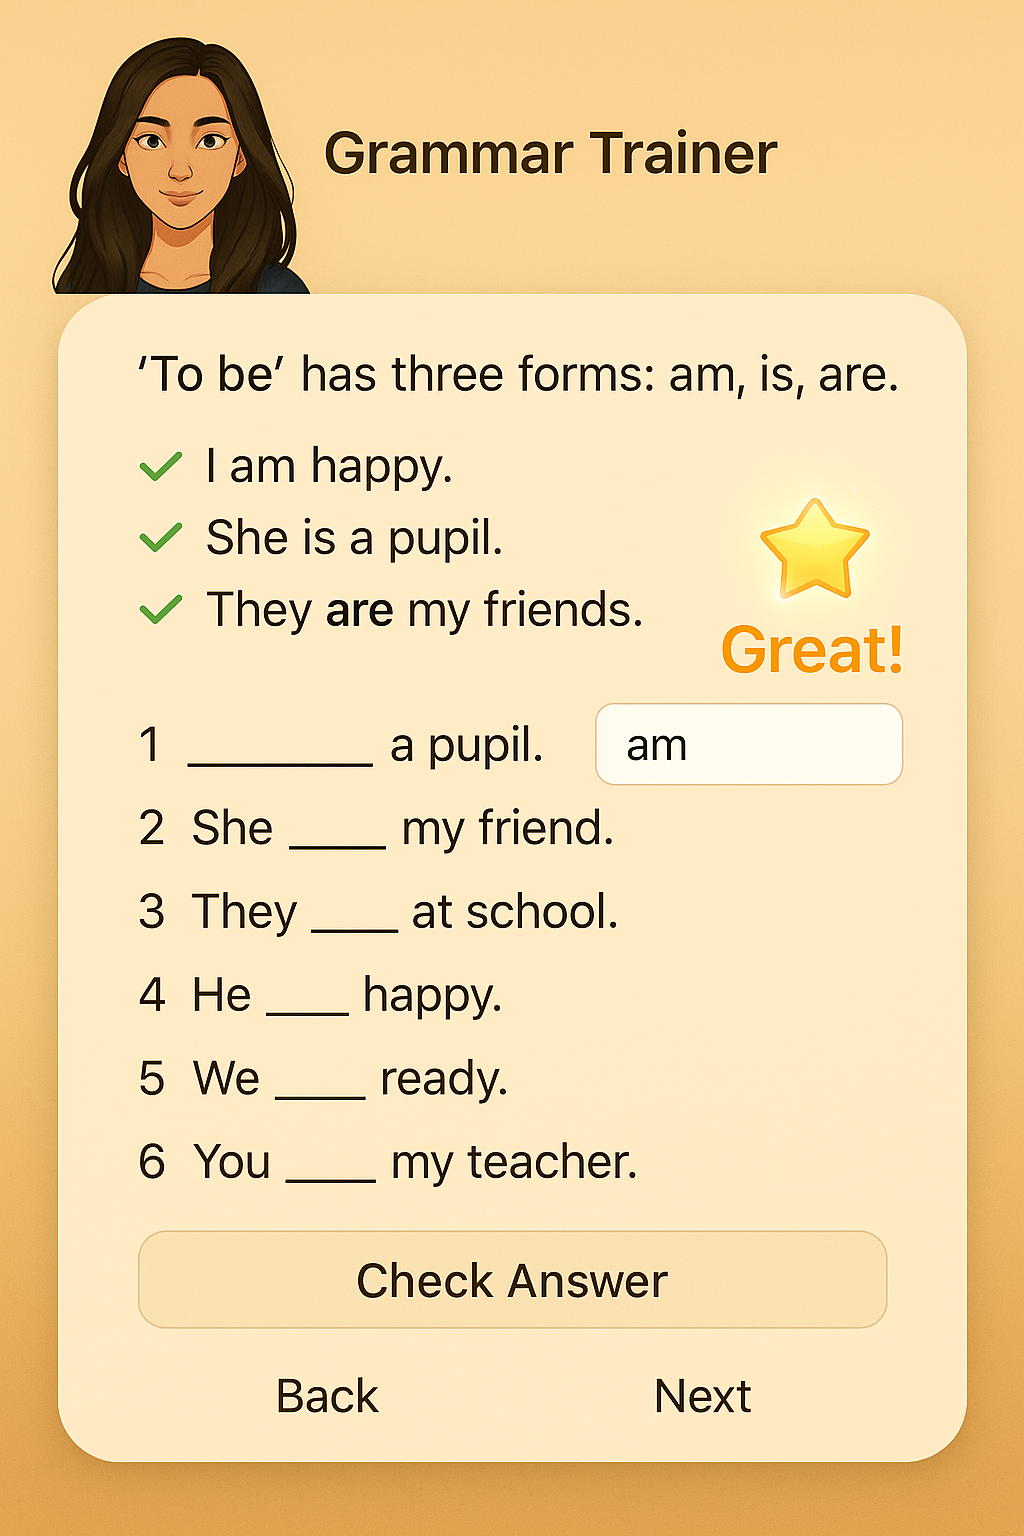 Grammar Trainer
‘To be’ has three forms: am, is, are.
I am happy.
She is a pupil.
They are my friends.
Great!
1 ________ a pupil. am
2 She ____ my friend.
3 They ____ at school.
4 He ____ happy.
5 We ____ ready.
6 You ____ my teacher.
Check Answer
Back Next